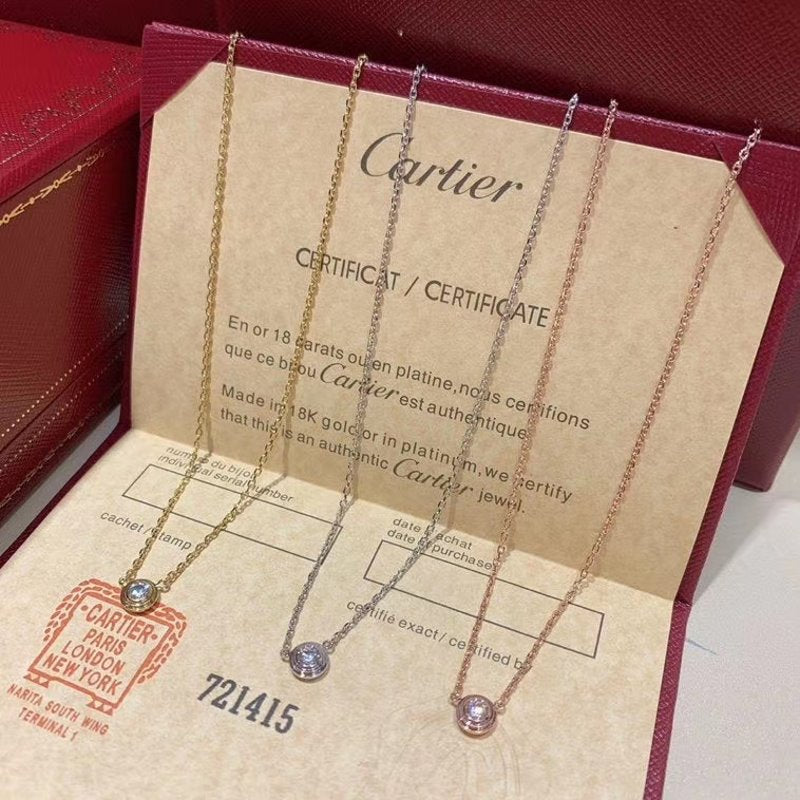 Cartier
CERTIFICAT / CERTIFICATE
En or 18 carats ou en platine, nous certifions
que ce bijou Cartier est authentique
Made in 18K gold or in platinum, we certify
that this is an authentic Cartier jewel.
numéro du bijou
individual serial number
cachet / stamp
date d'achat
date of purchase
certifié exact / certified by
CARTIER
PARIS
LONDON
NEW YORK
NARITA SOUTH WING
TERMINAL 1
721415